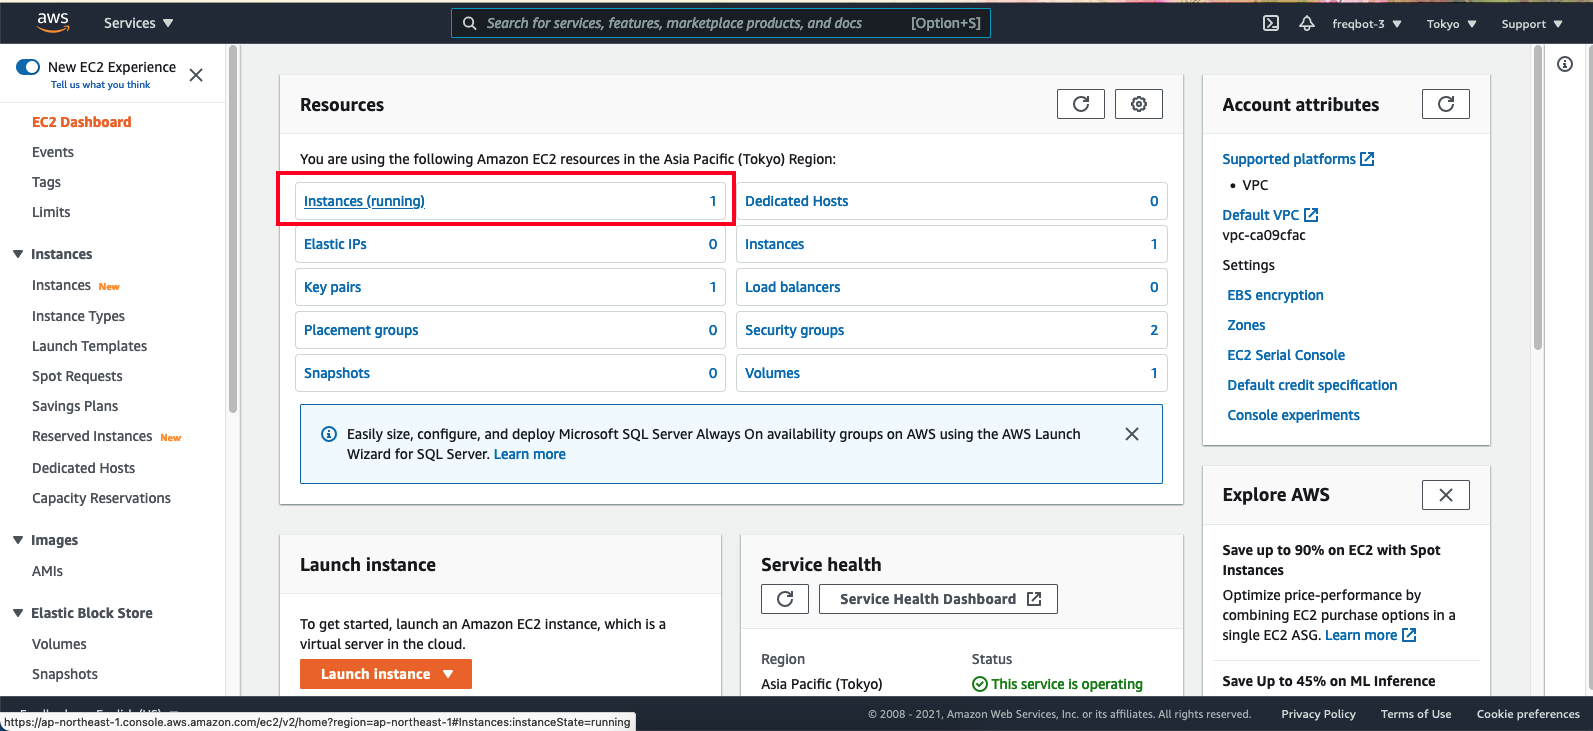 aws
Services
Search for services, features, marketplace products, and docs
[Option+S]
freqbot-3
Tokyo
Support
New EC2 Experience
Tell us what you think
EC2 Dashboard
Events
Tags
Limits
Instances
Instances New
Instance Types
Launch Templates
Spot Requests
Savings Plans
Reserved Instances New
Dedicated Hosts
Capacity Reservations
Images
AMIs
Elastic Block Store
Volumes
Snapshots
Resources
You are using the following Amazon EC2 resources in the Asia Pacific (Tokyo) Region:
Instances (running) 1
Dedicated Hosts 0
Elastic IPs 0
Instances 1
Key pairs 1
Load balancers 0
Placement groups 0
Security groups 2
Snapshots 0
Volumes 1
Easily size, configure, and deploy Microsoft SQL Server Always On availability groups on AWS using the AWS Launch
Wizard for SQL Server. Learn more
Launch instance
To get started, launch an Amazon EC2 instance, which is a
virtual server in the cloud.
Launch instance
Service health
Service Health Dashboard
Region
Status
Asia Pacific (Tokyo)
This service is operating
Account attributes
Supported platforms
• VPC
Default VPC
vpc-ca09cfac
Settings
EBS encryption
Zones
EC2 Serial Console
Default credit specification
Console experiments
Explore AWS
Save up to 90% on EC2 with Spot
Instances
Optimize price-performance by
combining EC2 purchase options in a
single EC2 ASG. Learn more
Save Up to 45% on ML Inference
https://ap-northeast-1.console.aws.amazon.com/ec2/v2/home?region=ap-northeast-1#Instances:instanceState=running
© 2008 - 2021, Amazon Web Services, Inc. or its affiliates. All rights reserved.
Privacy Policy
Terms of Use
Cookie preferences